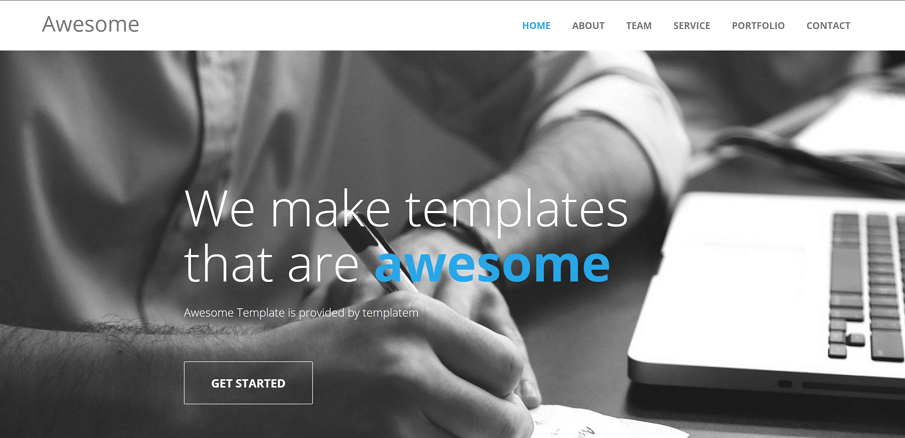 Awesome
HOME ABOUT TEAM SERVICE PORTFOLIO CONTACT
We make templates
that are awesome
Awesome Template is provided by templatem
GET STARTED